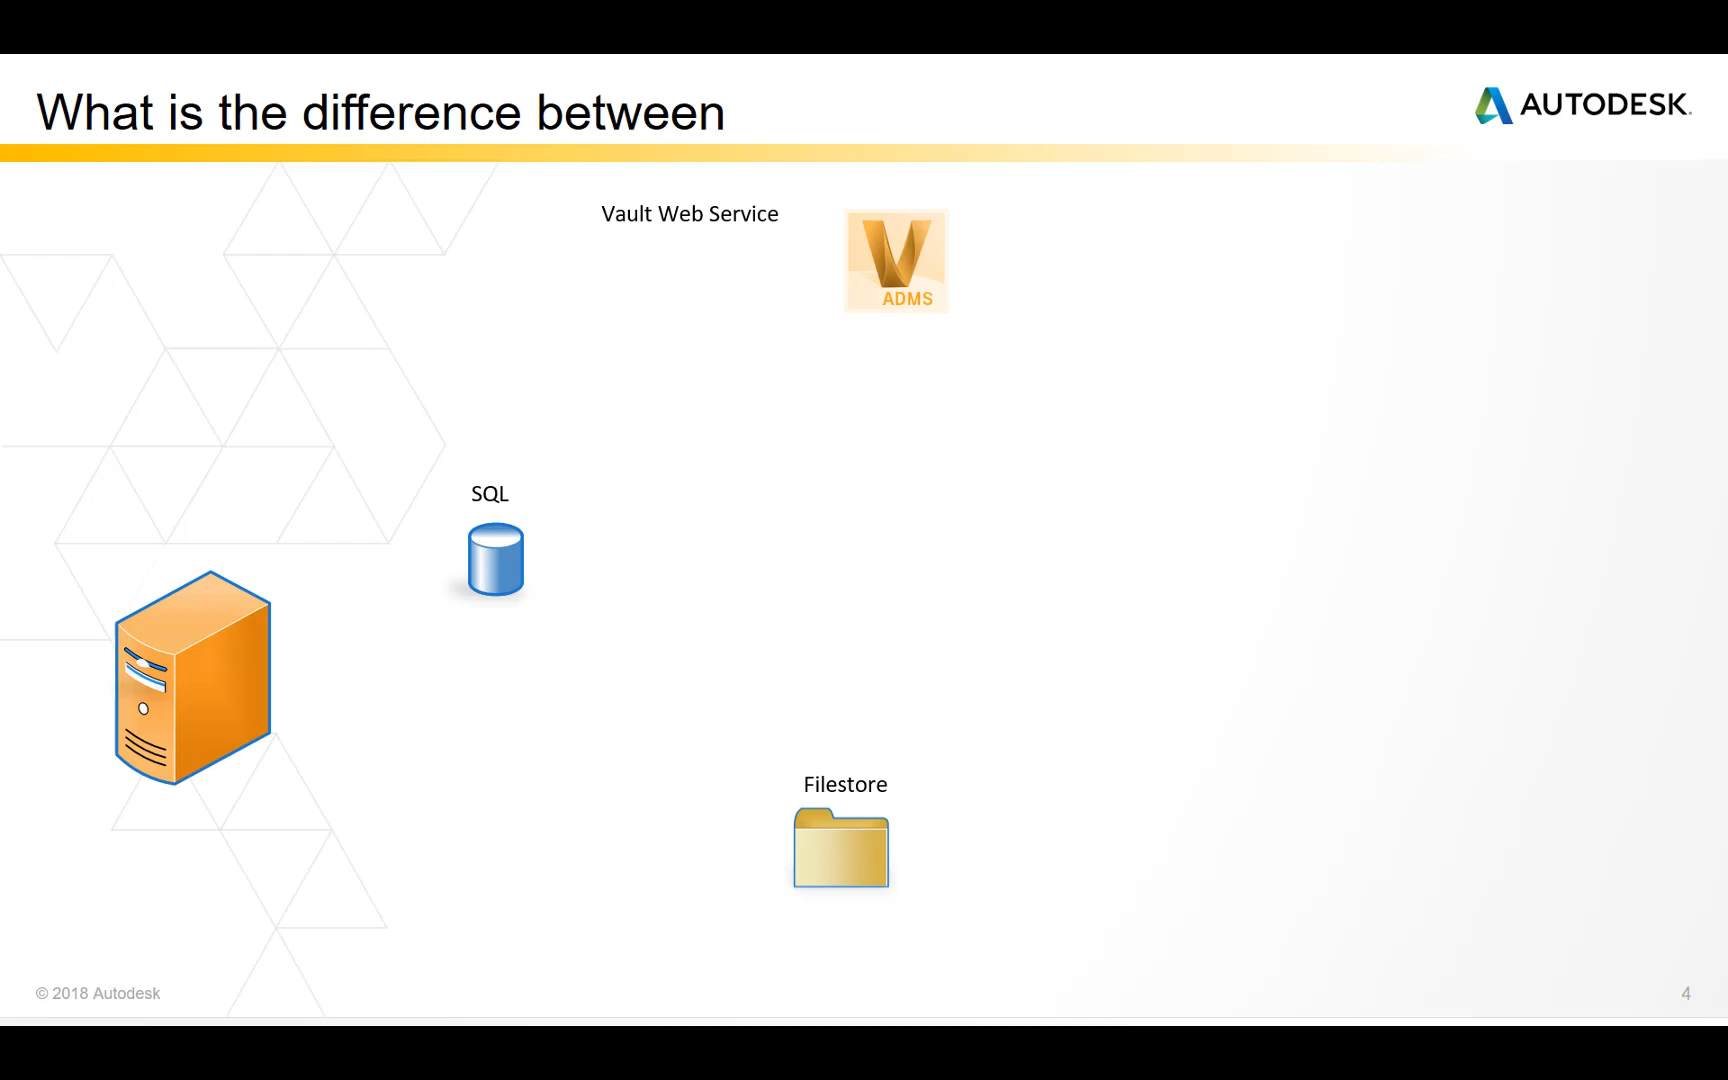 What is the difference between
AUTODESK.
Vault Web Service
ADMS
SQL
Filestore
© 2018 Autodesk
4